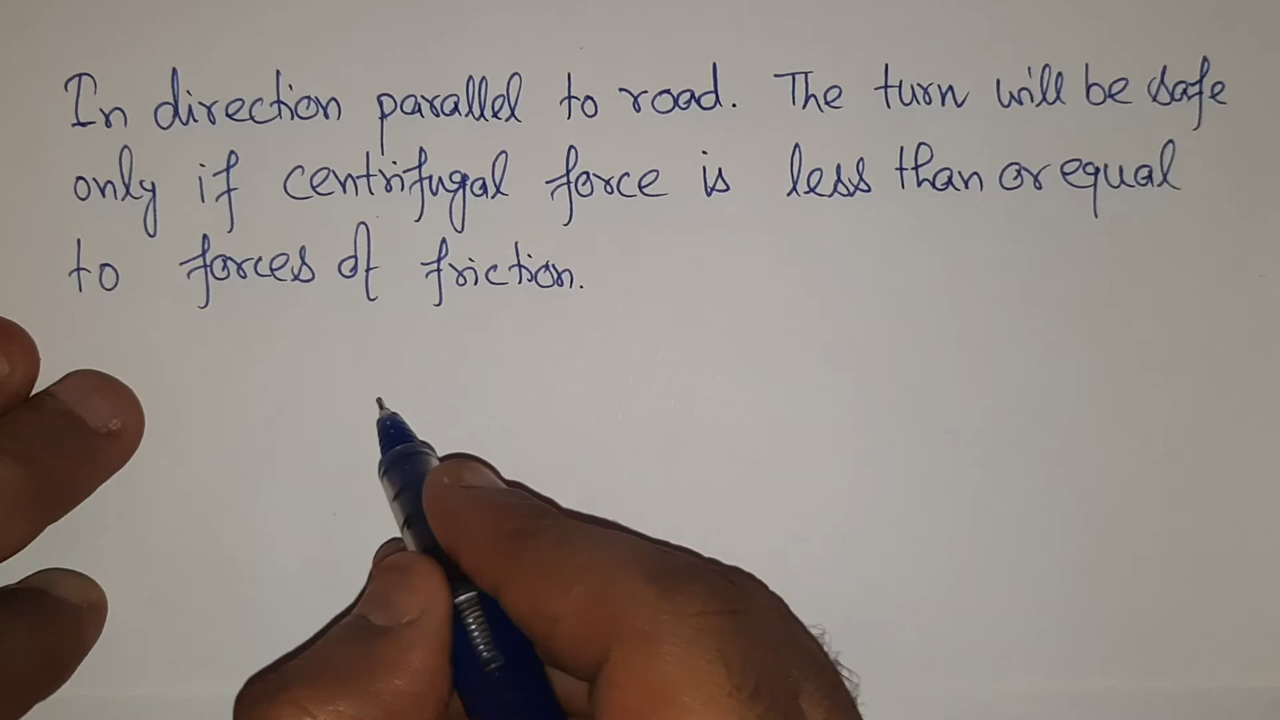 In direction parallel to road. The turn will be safe
only if centrifugal force is less than or equal
to forces of friction.